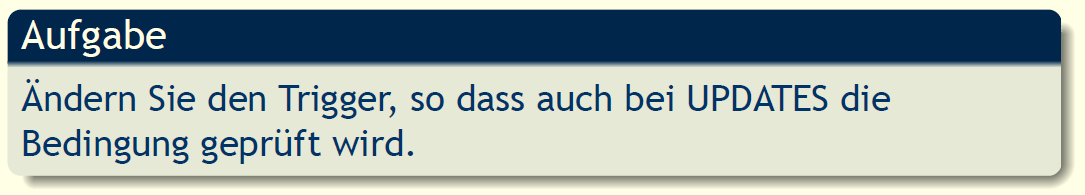 Aufgabe
Ändern Sie den Trigger, so dass auch bei UPDATES die
Bedingung geprüft wird.